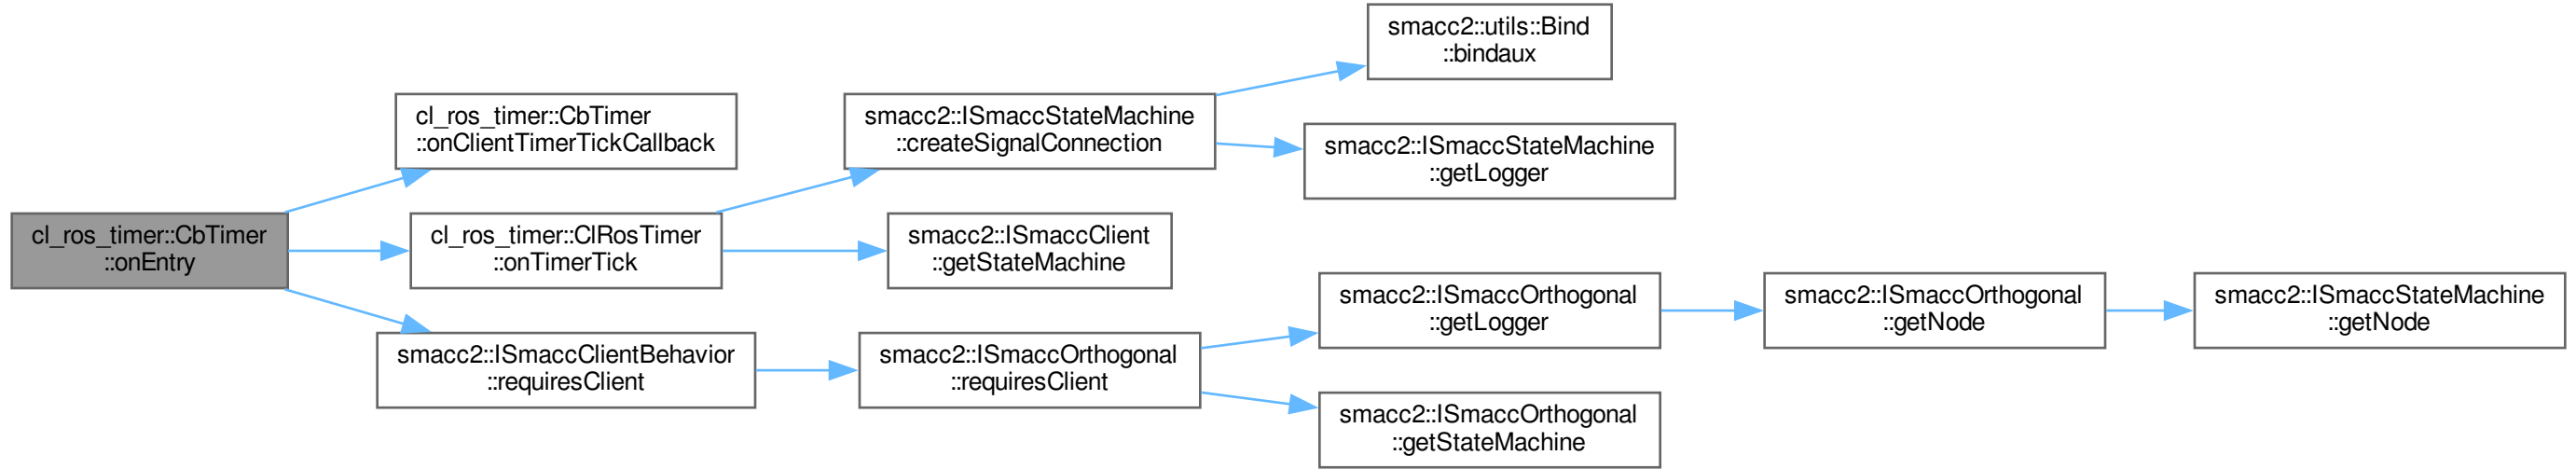 cl_ros_timer::CbTimer
::onEntry
cl_ros_timer::CbTimer
::onClientTimerTickCallback
cl_ros_timer::ClRosTimer
::onTimerTick
smacc2::ISmaccClientBehavior
::requiresClient
smacc2::ISmaccStateMachine
::createSignalConnection
smacc2::ISmaccClient
::getStateMachine
smacc2::ISmaccOrthogonal
::requiresClient
smacc2::utils::Bind
::bindaux
smacc2::ISmaccStateMachine
::getLogger
smacc2::ISmaccOrthogonal
::getLogger
smacc2::ISmaccOrthogonal
::getStateMachine
smacc2::ISmaccOrthogonal
::getNode
smacc2::ISmaccStateMachine
::getNode